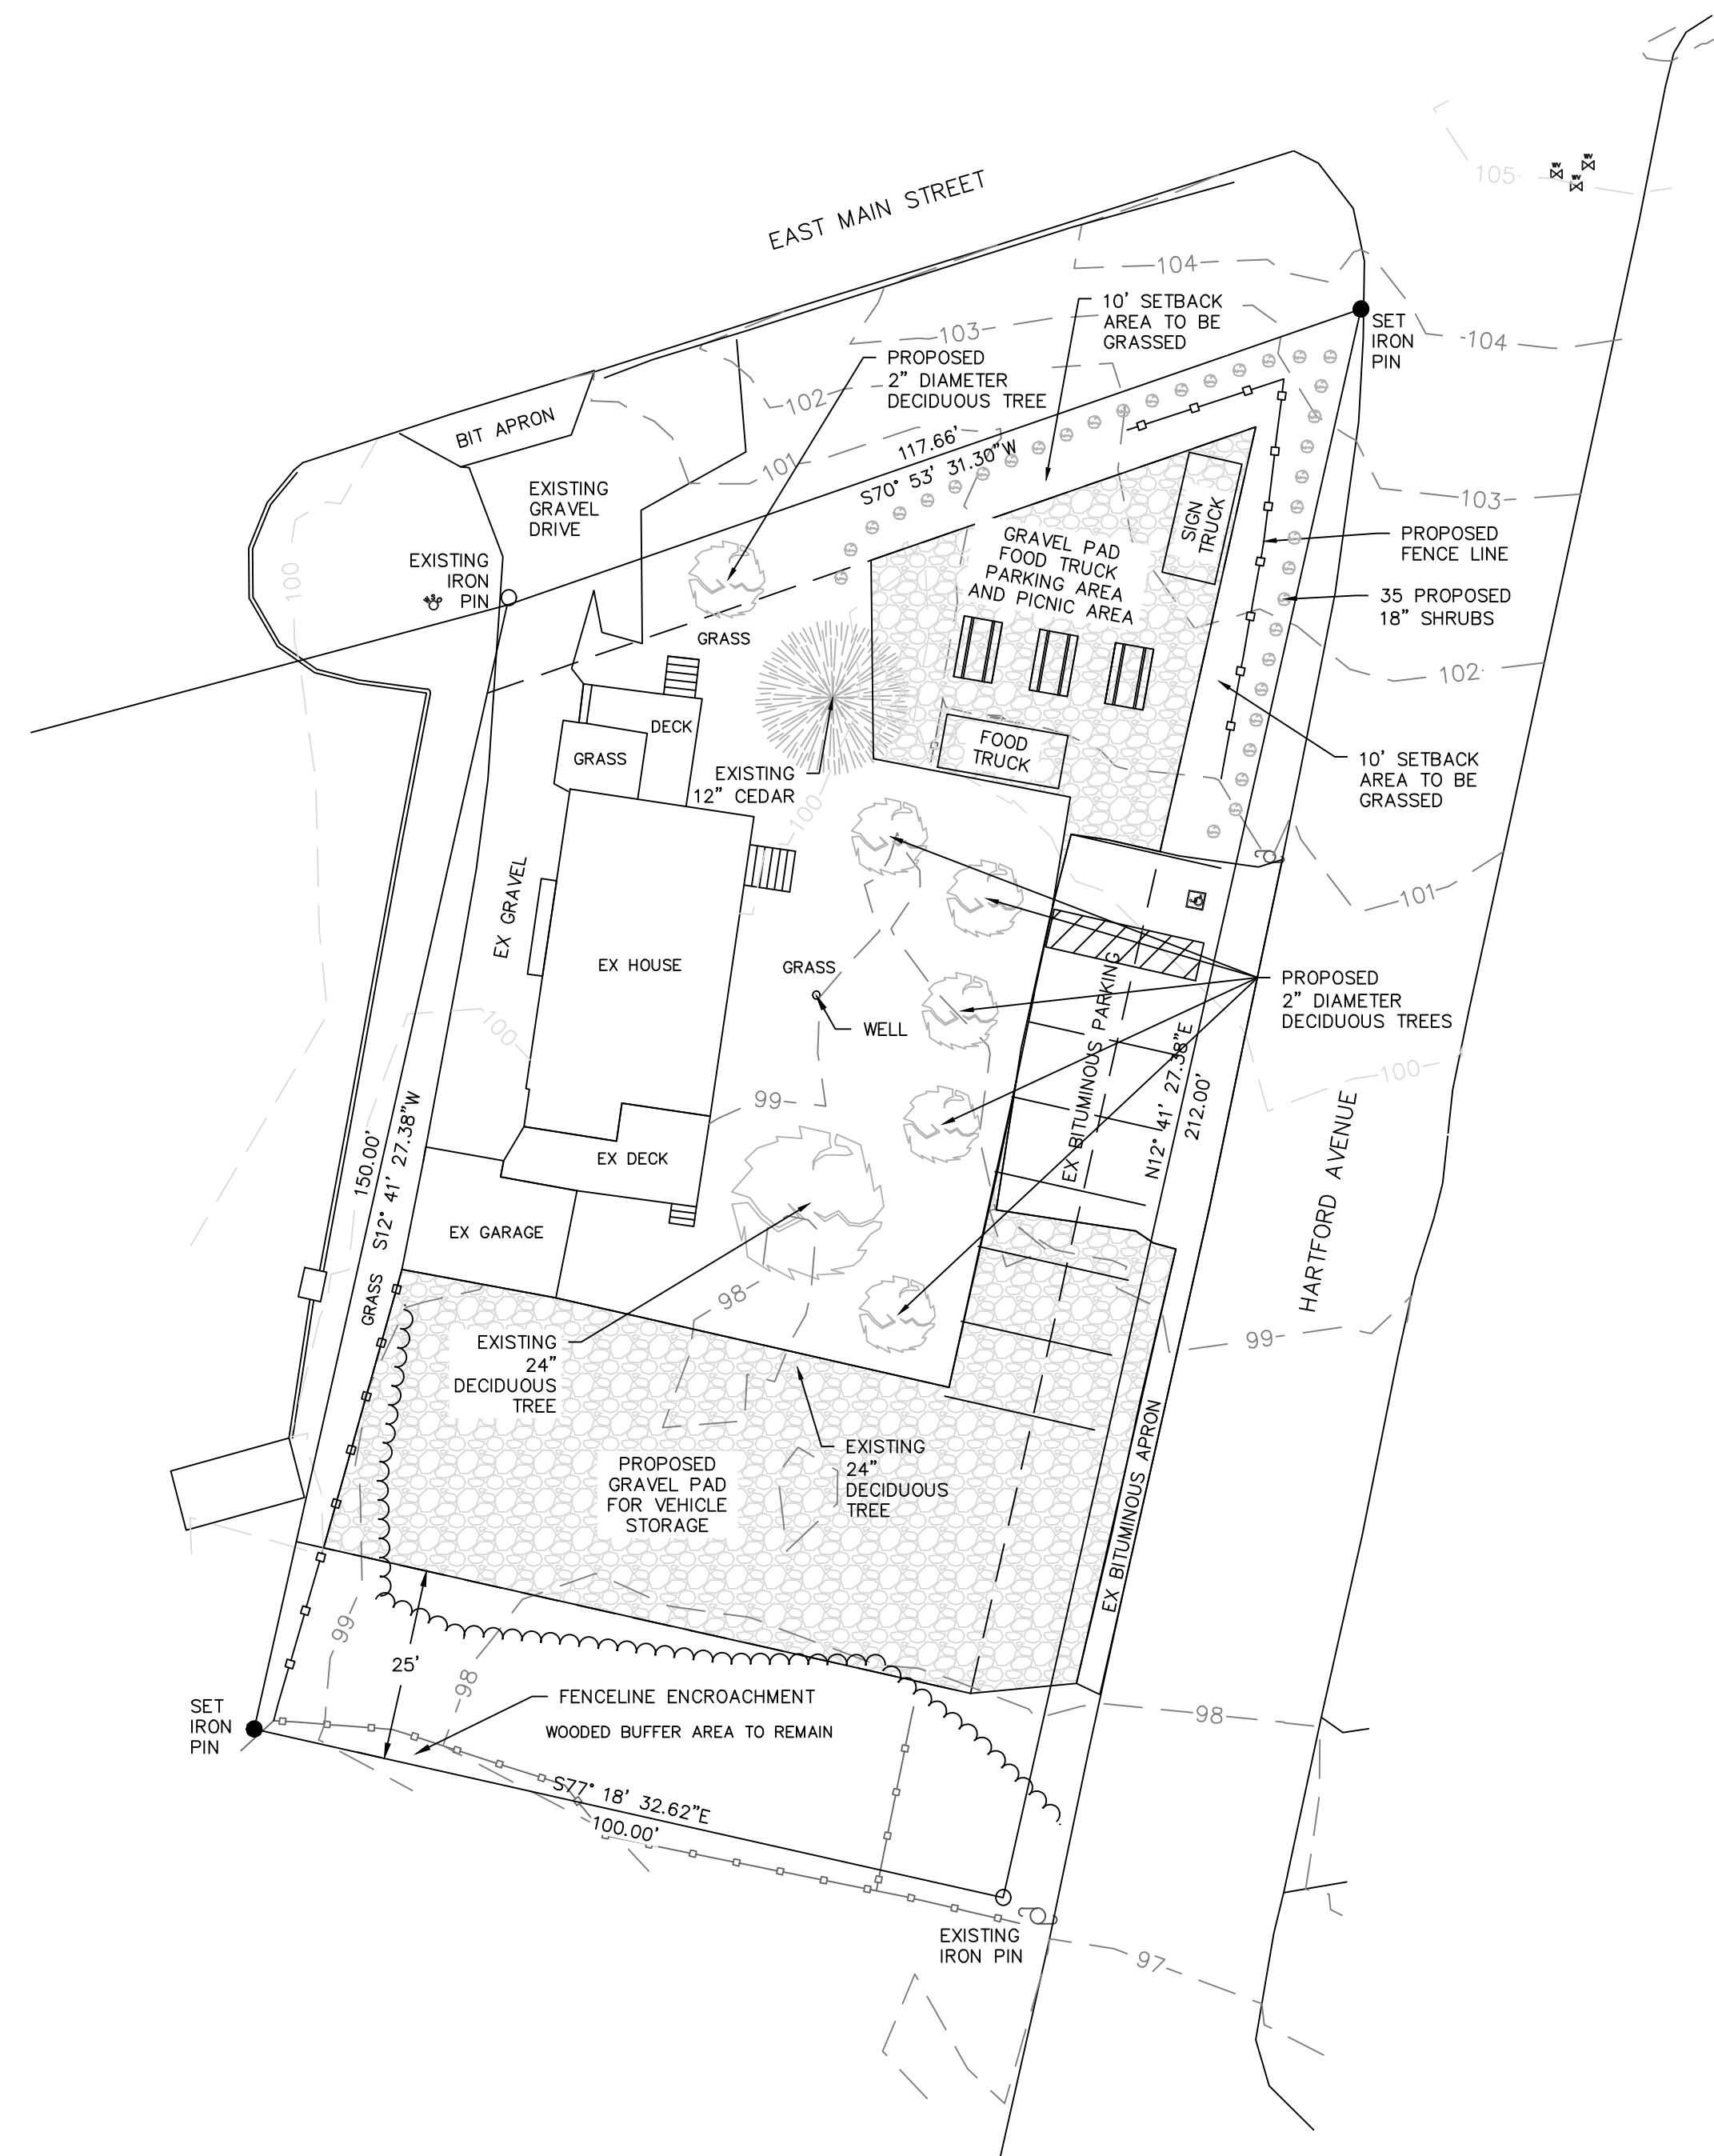 EAST MAIN STREET
105
104
10' SETBACK
AREA TO BE
GRASSED
103
SET
IRON
PIN
104
PROPOSED
2" DIAMETER
DECIDUOUS TREE
102
BIT APRON
117.66'
S70° 53' 31.30"W
101
EXISTING
GRAVEL
DRIVE
103
SIGN
TRUCK
PROPOSED
FENCE LINE
GRAVEL PAD
FOOD TRUCK
PARKING AREA
AND PICNIC AREA
EXISTING
IRON
PIN
100
35 PROPOSED
18" SHRUBS
GRASS
102
DECK
GRASS
FOOD
TRUCK
EXISTING
12" CEDAR
100
10' SETBACK
AREA TO BE
GRASSED
101
EX GRAVEL
EX HOUSE
GRASS
WELL
EX BITUMINOUS PARKING
PROPOSED
2" DIAMETER
DECIDUOUS TREES
100
N12° 41' 27.38"E
212.00'
100
99
150.00'
S12° 41' 27.38"W
EX DECK
HARTFORD AVENUE
EX GARAGE
GRASS
98
99
EXISTING
24"
DECIDUOUS
TREE
EXISTING
24"
DECIDUOUS
TREE
PROPOSED
GRAVEL PAD
FOR VEHICLE
STORAGE
EX BITUMINOUS APRON
99
25'
98
FENCELINE ENCROACHMENT
WOODED BUFFER AREA TO REMAIN
98
SET
IRON
PIN
S77° 18' 32.62"E
100.00'
EXISTING
IRON PIN
97